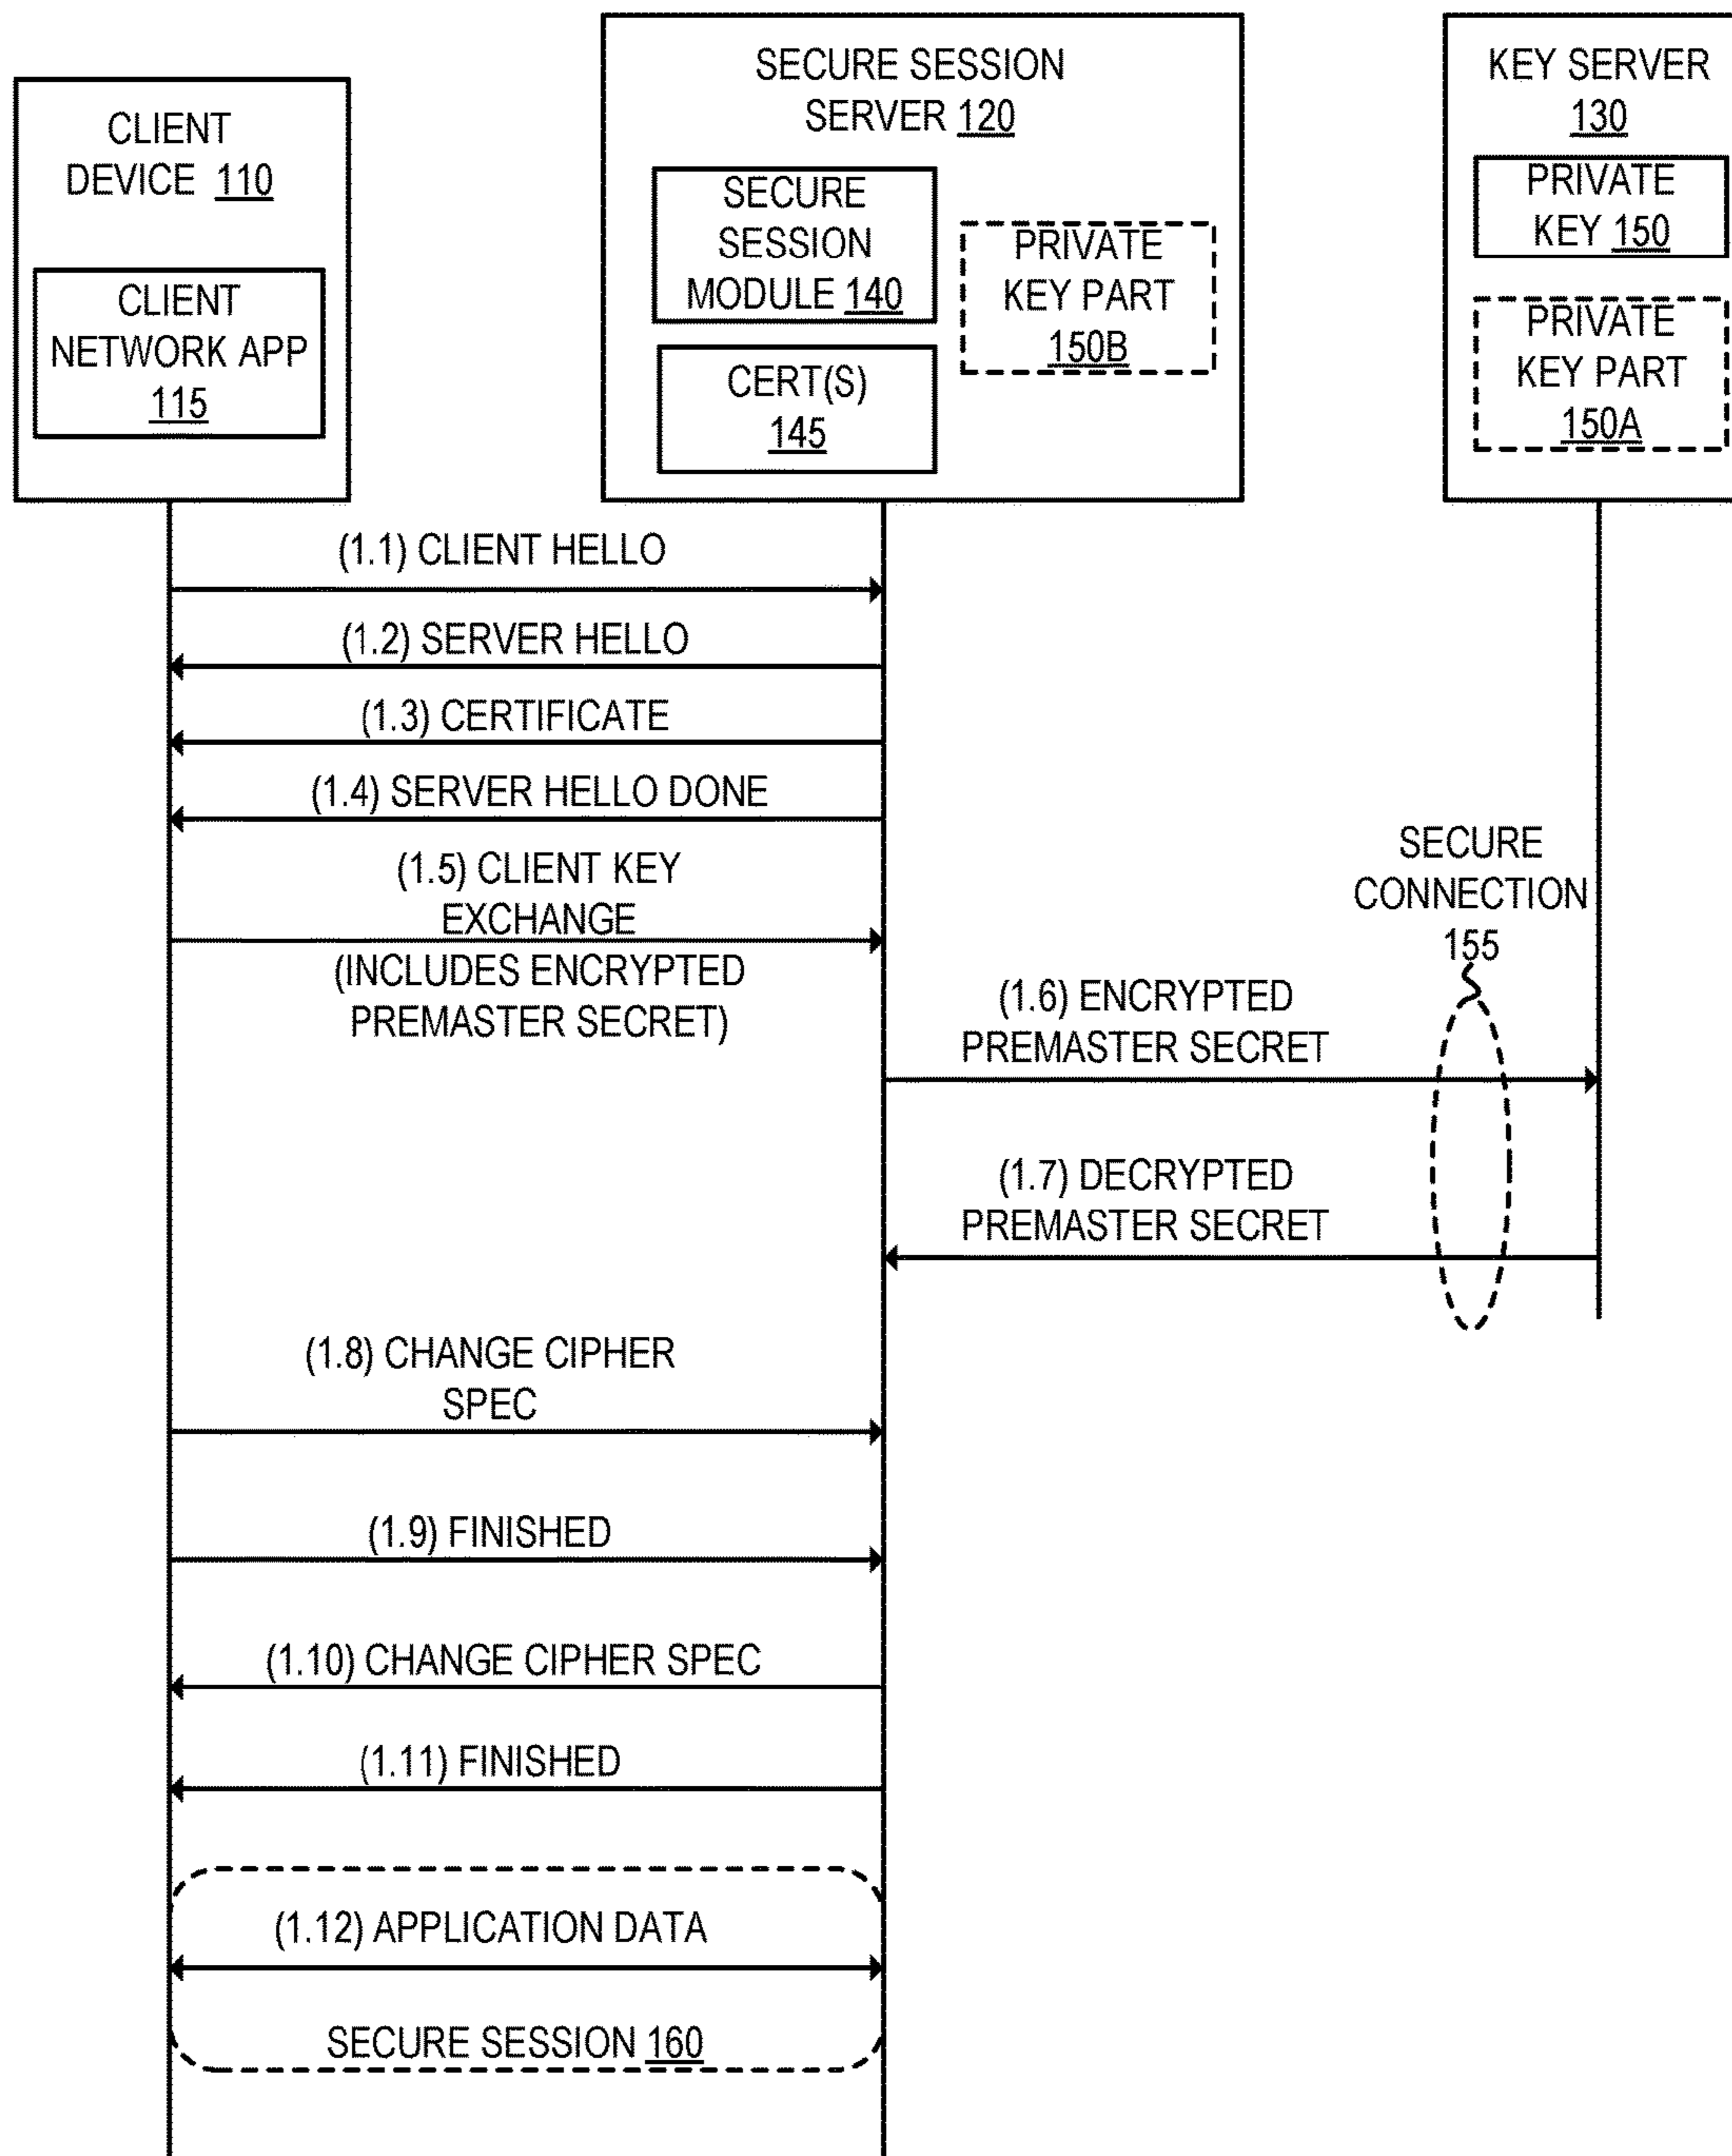 CLIENT
DEVICE 110
CLIENT
NETWORK APP
115
SECURE SESSION
SERVER 120
SECURE
SESSION
MODULE 140
CERT(S)
145
PRIVATE
KEY PART
150B
KEY SERVER
130
PRIVATE
KEY 150
PRIVATE
KEY PART
150A
(1.1) CLIENT HELLO
(1.2) SERVER HELLO
(1.3) CERTIFICATE
(1.4) SERVER HELLO DONE
(1.5) CLIENT KEY
EXCHANGE
(INCLUDES ENCRYPTED
PREMASTER SECRET)
SECURE
CONNECTION
155
(1.6) ENCRYPTED
PREMASTER SECRET
(1.7) DECRYPTED
PREMASTER SECRET
(1.8) CHANGE CIPHER
SPEC
(1.9) FINISHED
(1.10) CHANGE CIPHER SPEC
(1.11) FINISHED
(1.12) APPLICATION DATA
SECURE SESSION 160